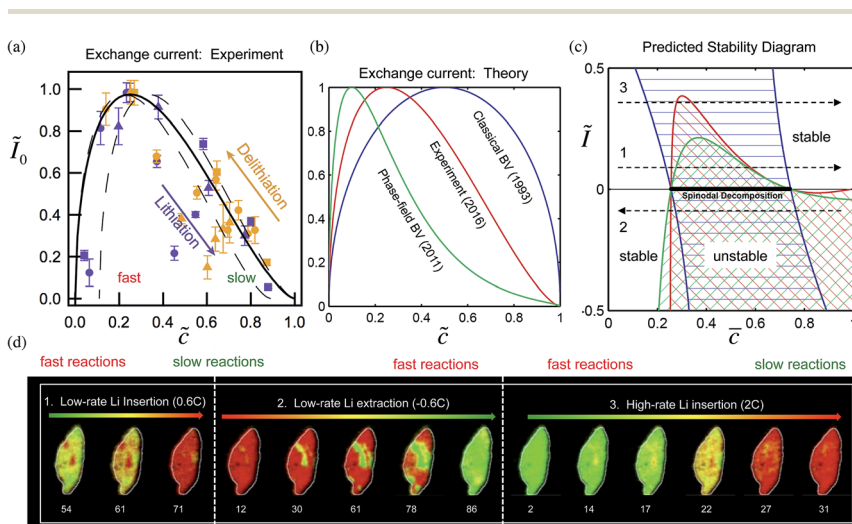 (a)
Exchange current: Experiment
Ĩ₀
1.0
0.8
0.6
0.4
0.2
0.0
Delithiation
Lithiation
fast
slow
0.0 0.2 0.4 0.6 0.8 1.0
c̃
(b)
Exchange current: Theory
1
0.8
0.6
0.4
0.2
0
Classical BV (1993)
Experiment (2016)
Phase-field BV (2011)
0 0.2 0.4 0.6 0.8 1
c̃
(c)
Predicted Stability Diagram
Ĩ
0.5
0
-0.5
3
1
2
stable
Spinodal Decomposition
stable
unstable
0 0.2 0.4 0.6 0.8 1
c̅
(d)
fast reactions slow reactions fast reactions fast reactions slow reactions
1. Low-rate Li Insertion (0.6C) 2. Low-rate Li extraction (-0.6C) 3. High-rate Li insertion (2C)
54 61 71 12 30 61 78 86 2 14 17 22 27 31